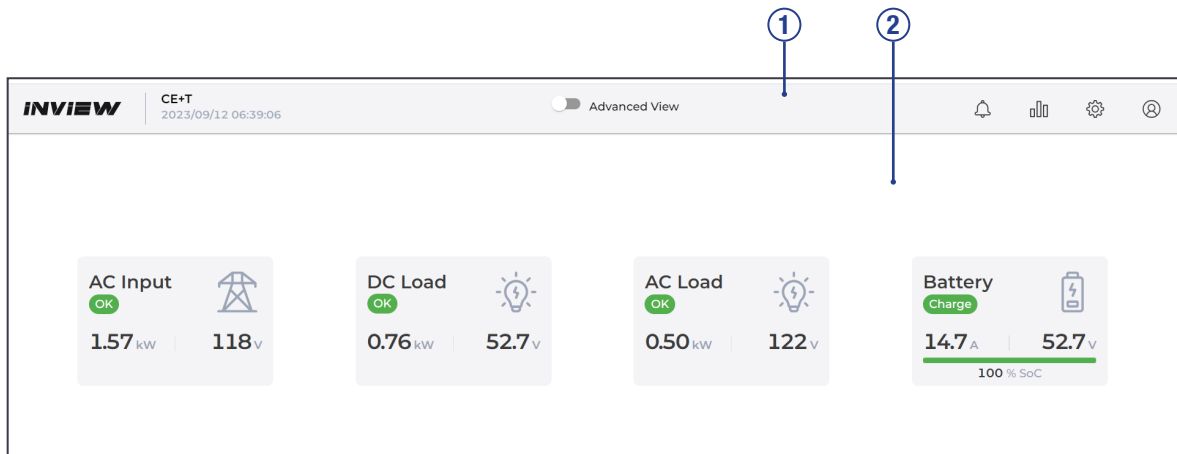 1 2
INVIEW
CE+T
2023/09/12 06:39:06
Advanced View
AC Input
OK
1.57 kW 118 V
DC Load
OK
0.76 kW 52.7 V
AC Load
OK
0.50 kW 122 V
Battery
Charge
14.7 A 52.7 V
100 % SoC